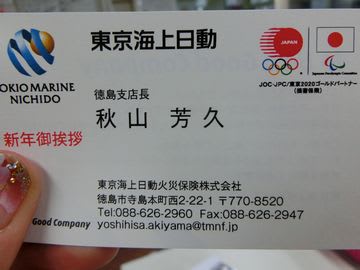 東京海上日動
TOKIO MARINE
NICHIDO
JAPAN
Japan Paralympic Committee
JOC・JPC/東京2020ゴールドパートナー
(損害保険)
徳島支店長
秋山 芳久
新年御挨拶
東京海上日動火災保険株式会社
徳島市寺島本町西2-22-1 〒770-8520
Tel:088-626-2960 Fax:088-626-2947
Good Company yoshihisa.akiyama@tmnf.jp